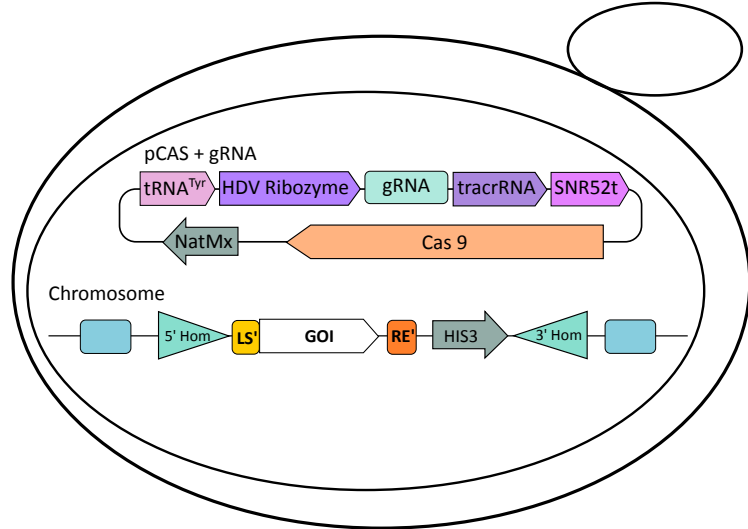 pCAS + gRNA
tRNATyr HDV Ribozyme gRNA tracrRNA SNR52t
NatMx Cas 9
Chromosome
5' Hom LS' GOI RE' HIS3 3' Hom